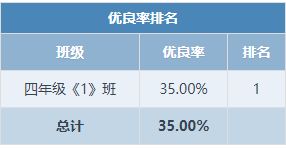 优良率排名
班级 优良率 排名
四年级《1》班 35.00% 1
总计 35.00%